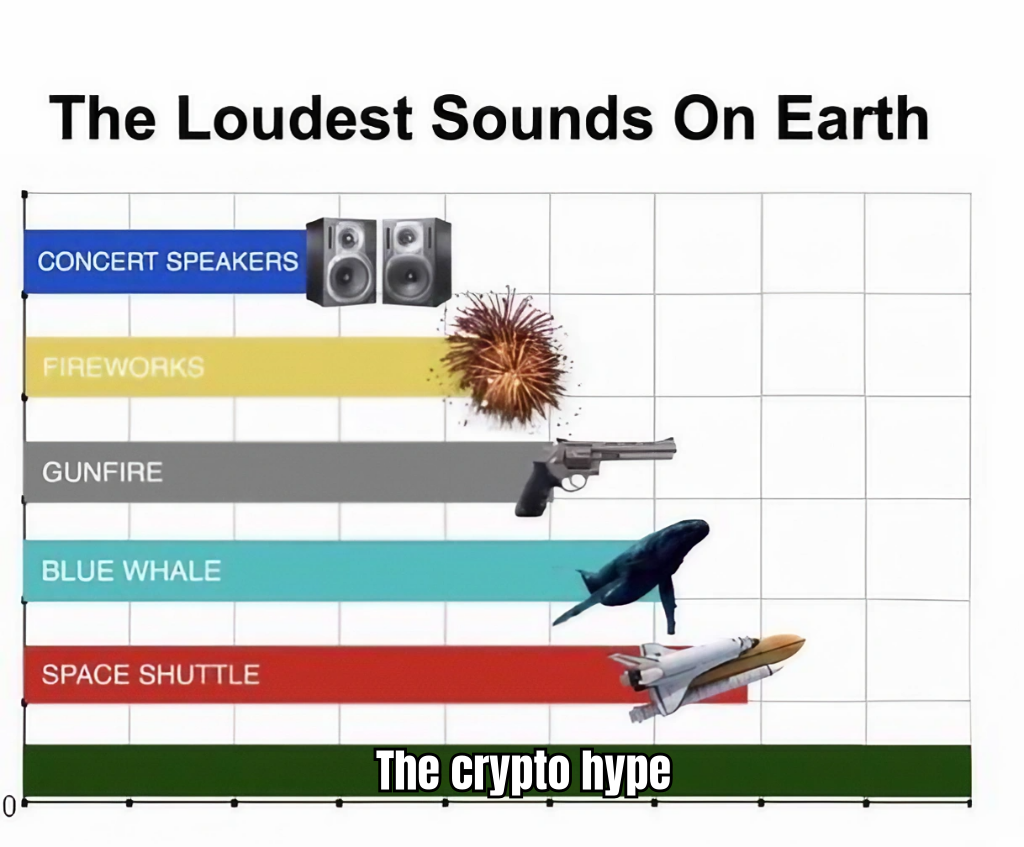 The Loudest Sounds On Earth
CONCERT SPEAKERS
FIREWORKS
GUNFIRE
BLUE WHALE
SPACE SHUTTLE
The crypto hype
0